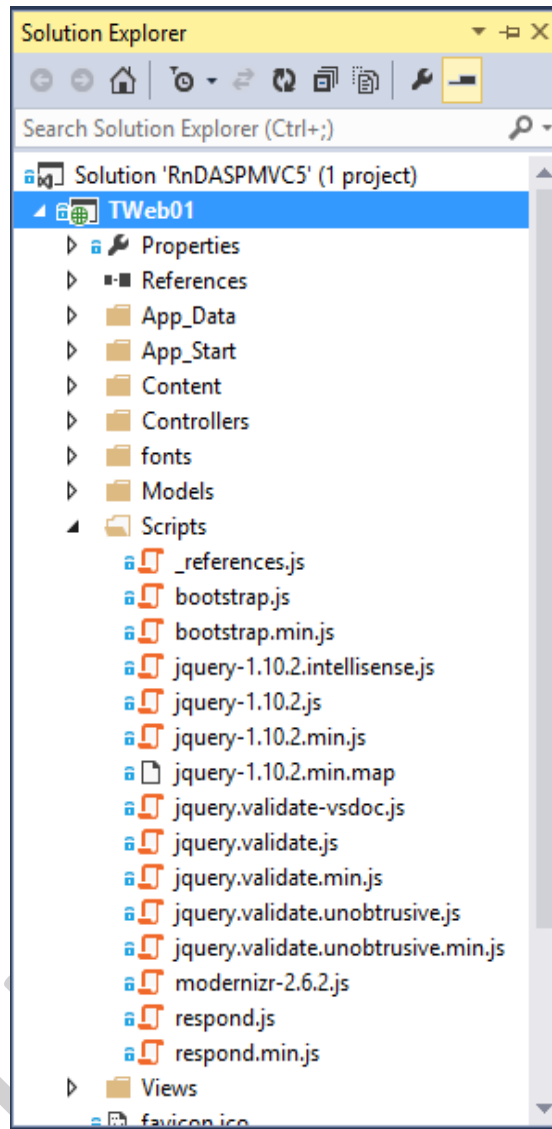 Solution Explorer
Search Solution Explorer (Ctrl+;)
Solution 'RnDASPMVC5' (1 project)
TWeb01
Properties
References
App_Data
App_Start
Content
Controllers
fonts
Models
Scripts
_references.js
bootstrap.js
bootstrap.min.js
jquery-1.10.2.intellisense.js
jquery-1.10.2.js
jquery-1.10.2.min.js
jquery-1.10.2.min.map
jquery.validate-vsdoc.js
jquery.validate.js
jquery.validate.min.js
jquery.validate.unobtrusive.js
jquery.validate.unobtrusive.min.js
modernizr-2.6.2.js
respond.js
respond.min.js
Views
favicon.ico